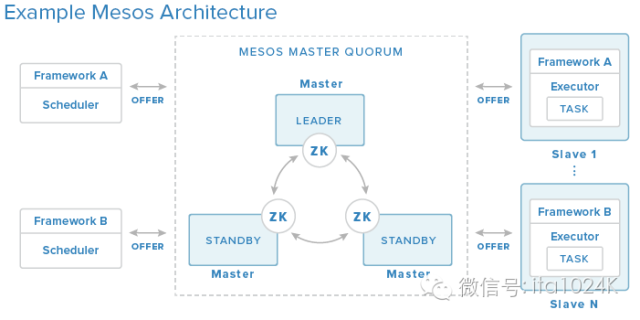 Example Mesos Architecture
MESOS MASTER QUORUM
Framework A
Scheduler
OFFER
Master
LEADER
ZK
OFFER
Framework A
Executor
TASK
Slave 1
Framework B
Scheduler
OFFER
ZK
STANDBY
Master
ZK
STANDBY
Master
OFFER
Framework B
Executor
TASK
Slave N
微信号: ita1024K